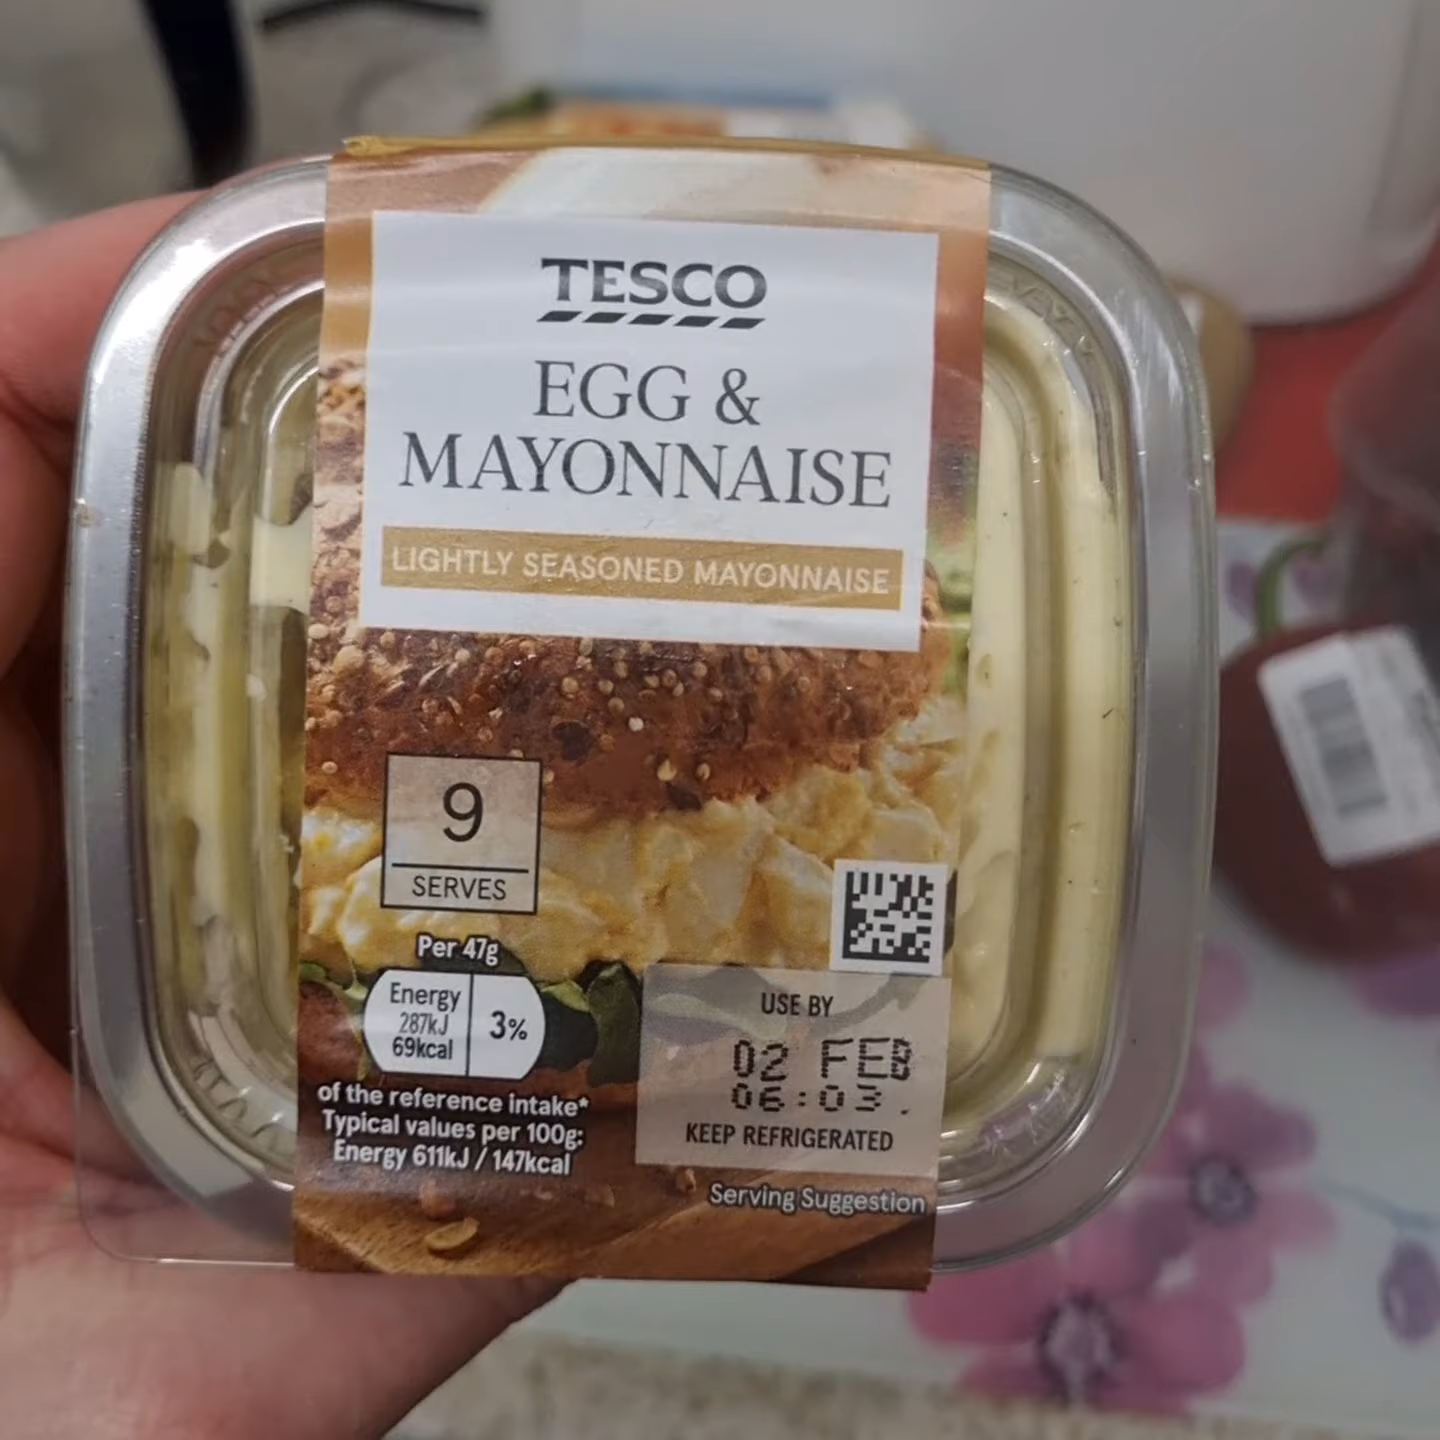 TESCO
EGG &
MAYONNAISE
LIGHTLY SEASONED MAYONNAISE
9
SERVES
Per 47g
Energy
287kJ
69kcal
3%
of the reference intake*
Typical values per 100g:
Energy 611kJ / 147kcal
USE BY
02 FEB
06:03.
KEEP REFRIGERATED
Serving Suggestion